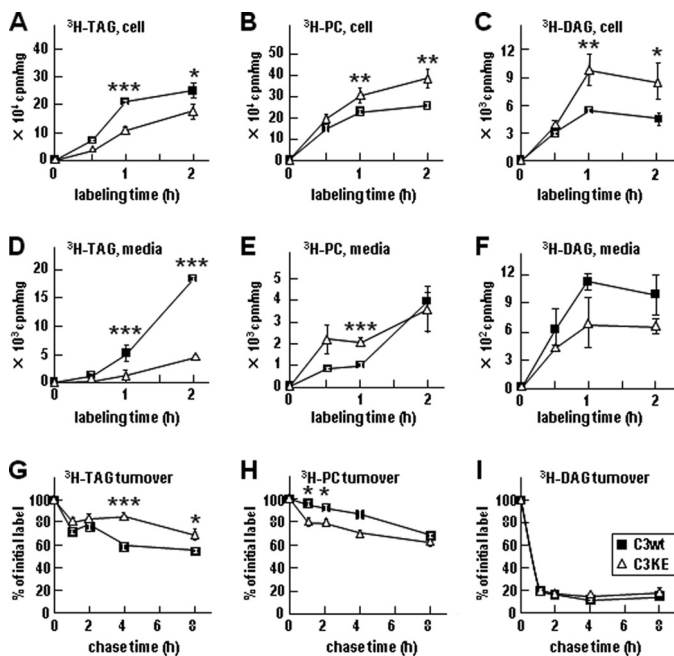 A ³H-TAG, cell
× 10⁴ cpm/mg
60
40
20
0
***
*
0 1 2
labeling time (h)
B ³H-PC, cell
× 10⁴ cpm/mg
50
40
30
20
10
0
**
**
0 1 2
labeling time (h)
C ³H-DAG, cell
× 10³ cpm/mg
12
9
6
3
0
**
*
0 1 2
labeling time (h)
D ³H-TAG, media
× 10³ cpm/mg
20
15
10
5
0
***
***
0 1 2
labeling time (h)
E ³H-PC, media
× 10³ cpm/mg
5
4
3
2
1
0
***
0 1 2
labeling time (h)
F ³H-DAG, media
× 10² cpm/mg
12
9
6
3
0
0 1 2
labeling time (h)
G ³H-TAG turnover
% of initial label
100
80
60
40
20
0
***
*
0 2 4 6 8
chase time (h)
H ³H-PC turnover
% of initial label
100
80
60
40
20
0
* *
0 2 4 6 8
chase time (h)
I ³H-DAG turnover
% of initial label
100
80
60
40
20
0
C3wt
C3KE
0 2 4 6 8
chase time (h)